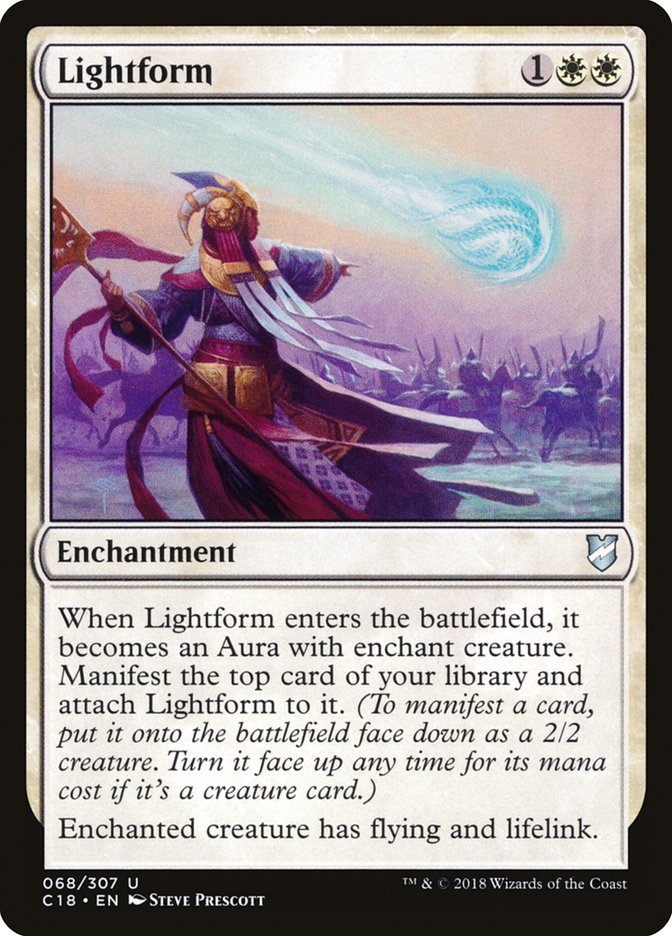 Lightform 1
Enchantment
When Lightform enters the battlefield, it
becomes an Aura with enchant creature.
Manifest the top card of your library and
attach Lightform to it. (To manifest a card,
put it onto the battlefield face down as a 2/2
creature. Turn it face up any time for its mana
cost if it's a creature card.)
Enchanted creature has flying and lifelink.
068/307 U
C18 • EN Steve Prescott
™ & © 2018 Wizards of the Coast